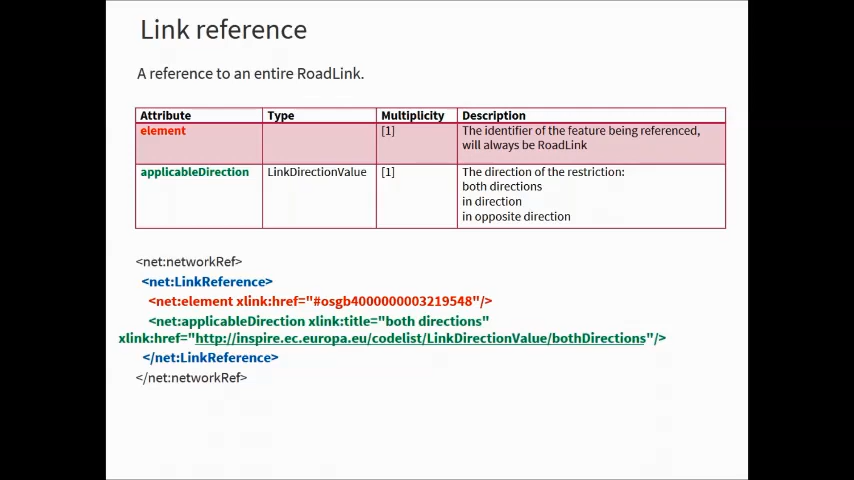 Link reference
A reference to an entire RoadLink.
Attribute Type Multiplicity Description
element [1] The identifier of the feature being referenced,
will always be RoadLink
applicableDirection LinkDirectionValue [1] The direction of the restriction:
both directions
in direction
in opposite direction
<net:networkRef>
<net:LinkReference>
<net:element xlink:href="#osgb4000000003219548"/>
<net:applicableDirection xlink:title="both directions"
xlink:href="http://inspire.ec.europa.eu/codelist/LinkDirectionValue/bothDirections"/>
</net:LinkReference>
</net:networkRef>